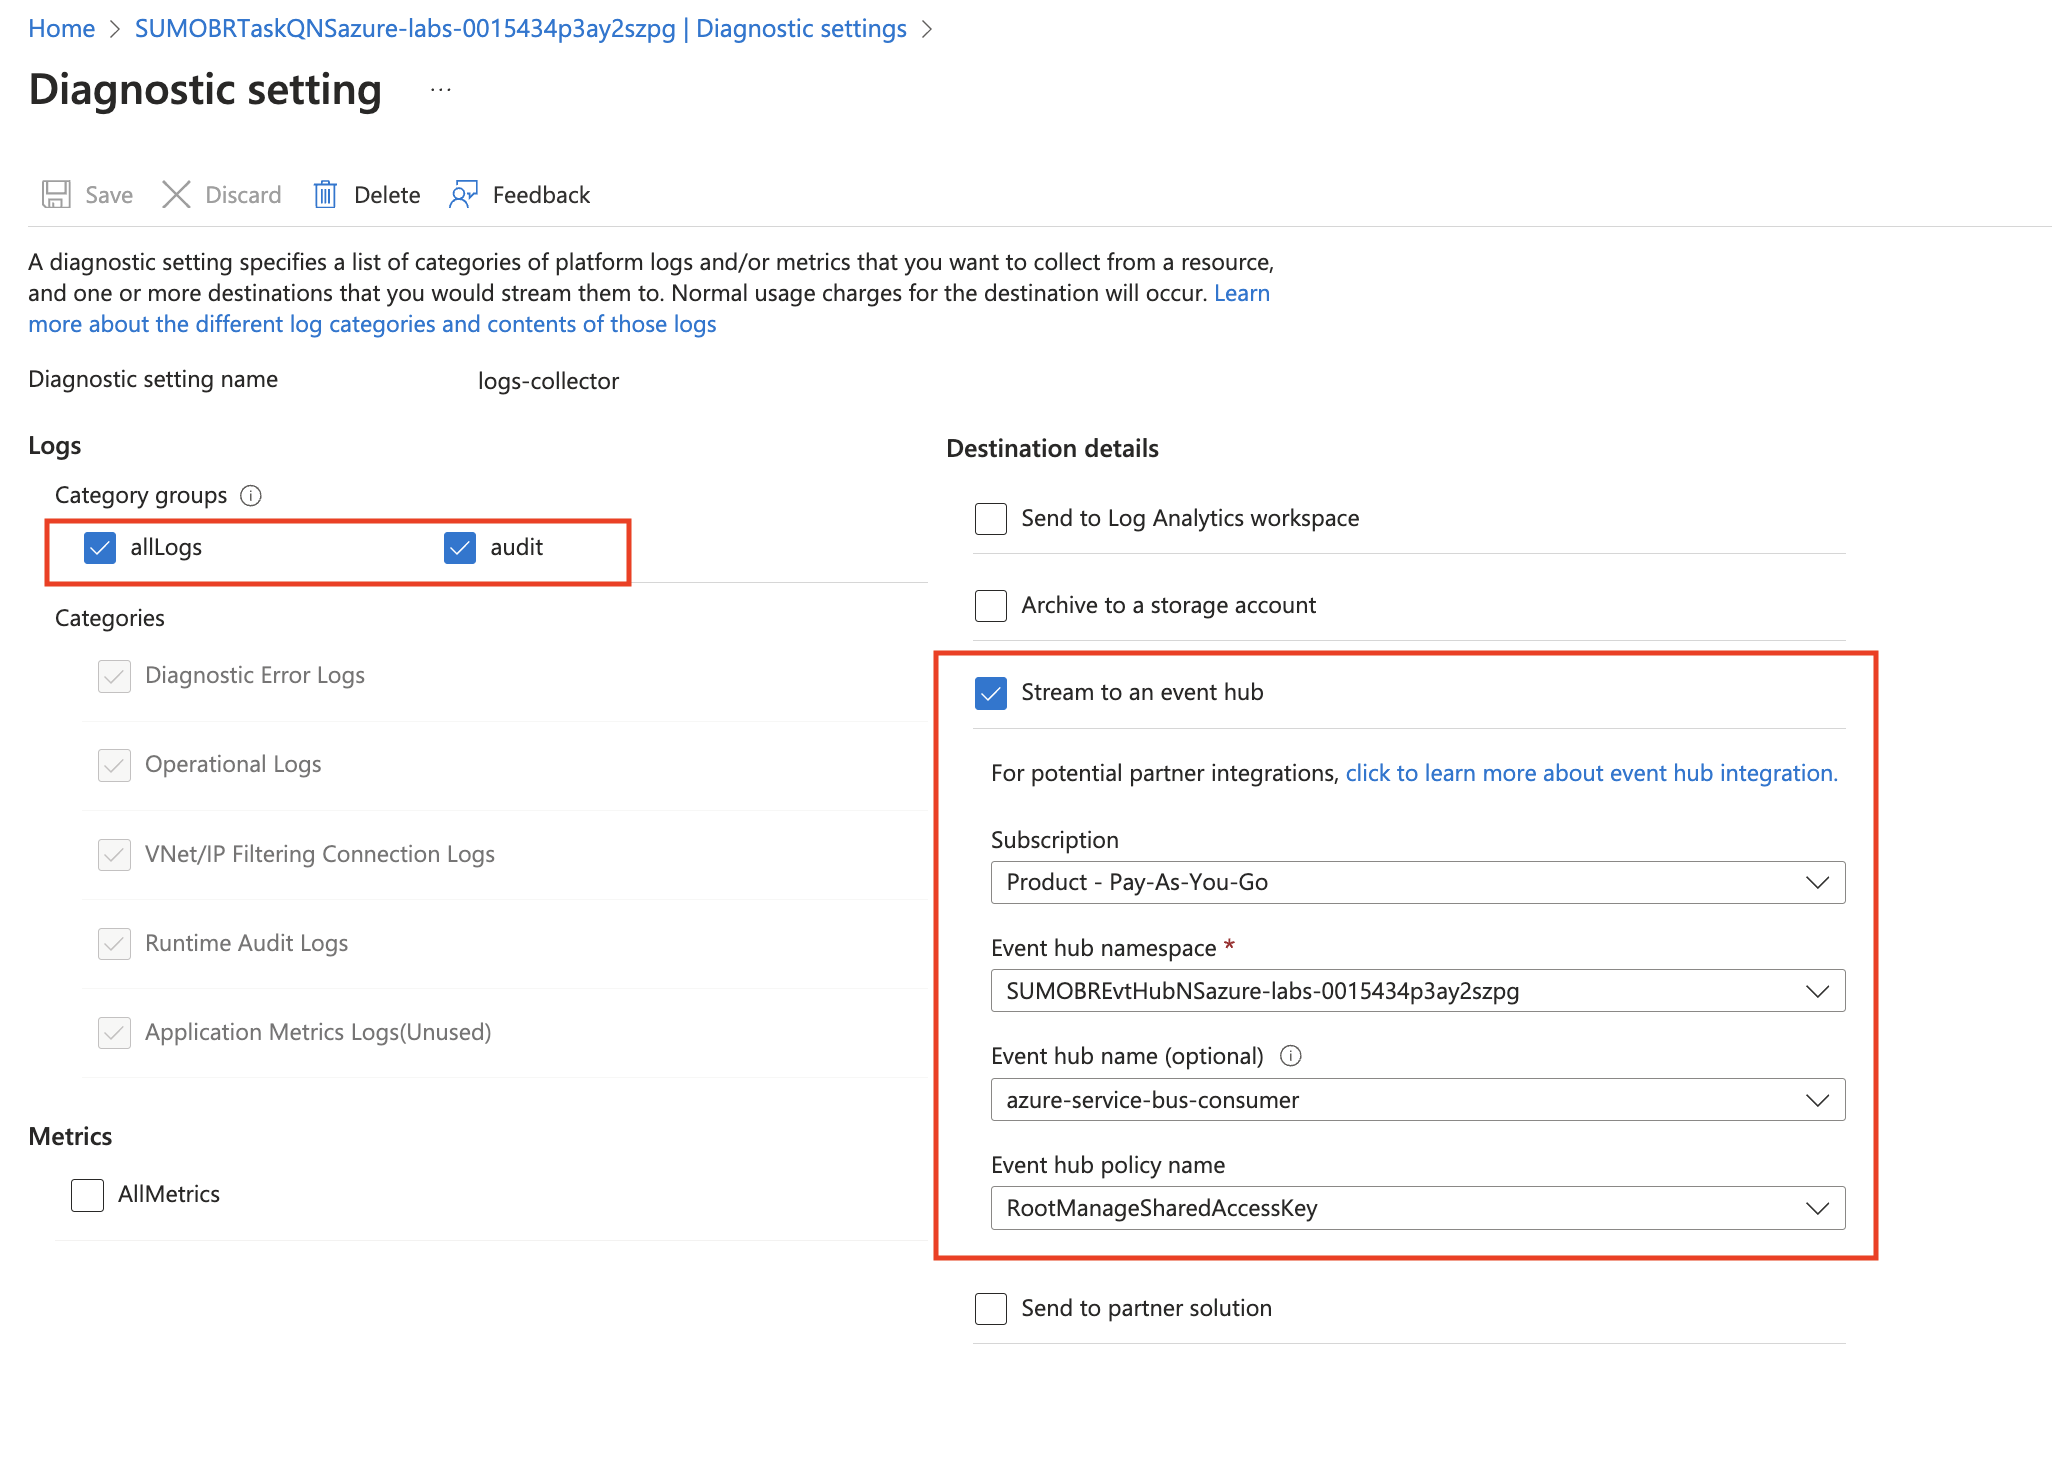 Home > SUMOBRTaskQNSazure-labs-0015434p3ay2szpg | Diagnostic settings >
Diagnostic setting ...
Save Discard Delete Feedback
A diagnostic setting specifies a list of categories of platform logs and/or metrics that you want to collect from a resource,
and one or more destinations that you would stream them to. Normal usage charges for the destination will occur. Learn
more about the different log categories and contents of those logs
Diagnostic setting name logs-collector
Logs
Category groups
allLogs audit
Categories
Diagnostic Error Logs
Operational Logs
VNet/IP Filtering Connection Logs
Runtime Audit Logs
Application Metrics Logs(Unused)
Metrics
AllMetrics
Destination details
Send to Log Analytics workspace
Archive to a storage account
Stream to an event hub
For potential partner integrations, click to learn more about event hub integration.
Subscription
Product - Pay-As-You-Go
Event hub namespace *
SUMOBREvtHubNSazure-labs-0015434p3ay2szpg
Event hub name (optional)
azure-service-bus-consumer
Event hub policy name
RootManageSharedAccessKey
Send to partner solution